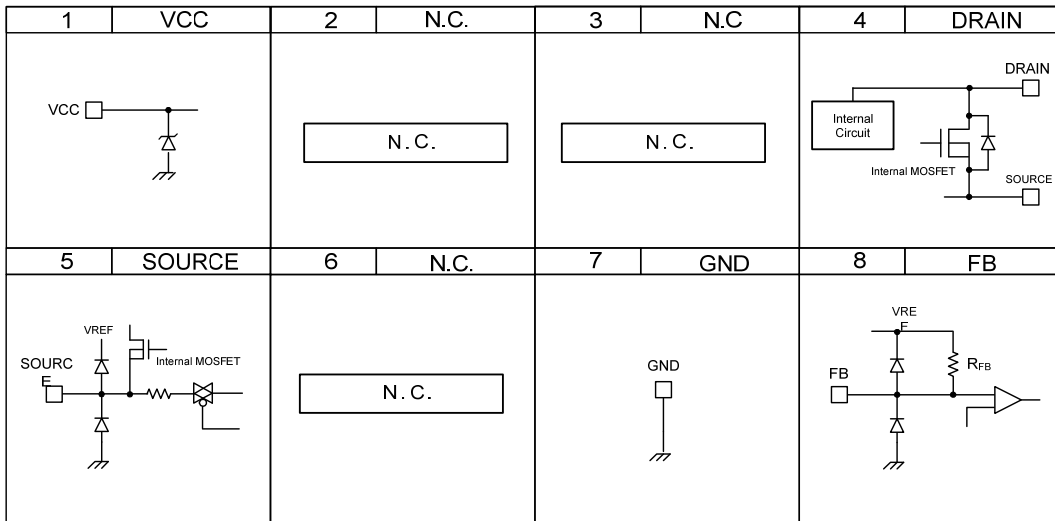 1 VCC 2 N.C. 3 N.C 4 DRAIN
VCC
N. C.
N. C.
DRAIN
Internal
Circuit
Internal MOSFET
SOURCE
5 SOURCE 6 N.C. 7 GND 8 FB
VREF
Internal MOSFET
SOURC
E
N. C.
GND
VRE
F
RFB
FB